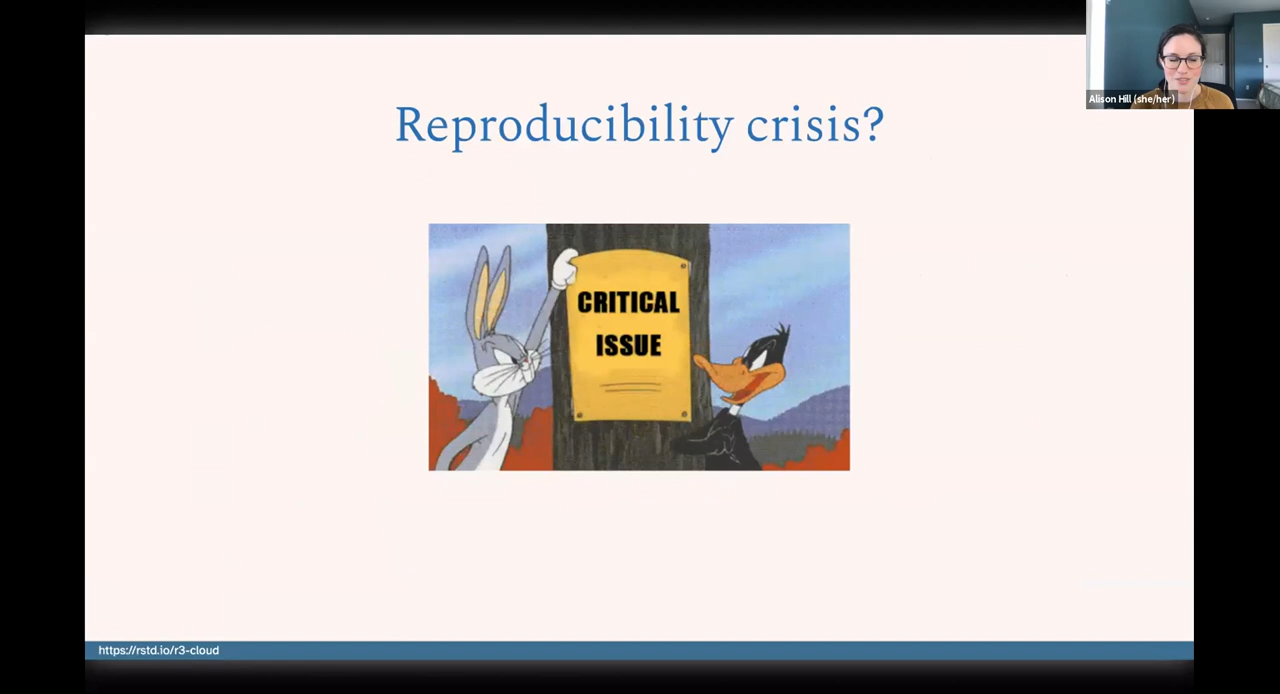 Alison Hill (she/her)
Reproducibility crisis?
CRITICAL
ISSUE
https://rstd.io/r3-cloud